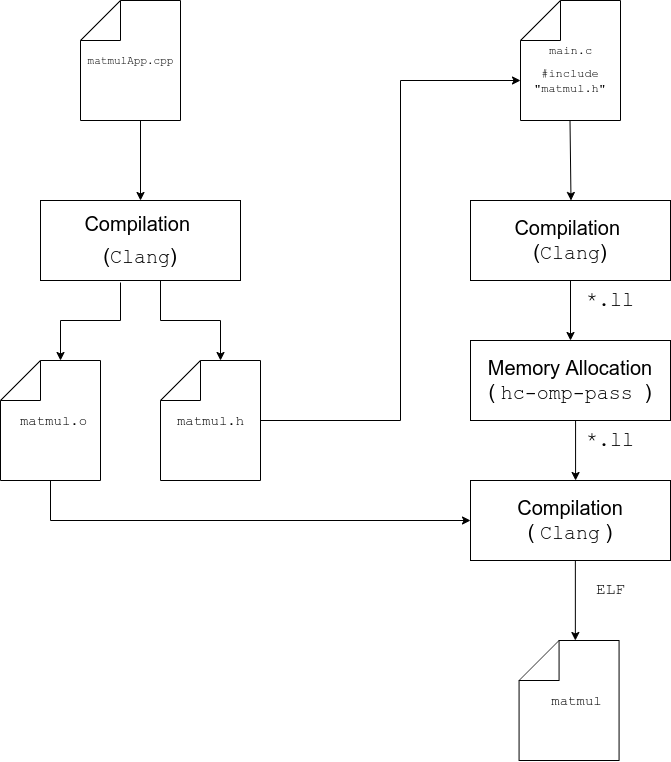 matmulApp.cpp
main.c
#include
"matmul.h"
Compilation
(Clang)
Compilation
(Clang)
*.ll
Memory Allocation
( hc-omp-pass )
matmul.o
matmul.h
*.ll
Compilation
( Clang )
ELF
matmul